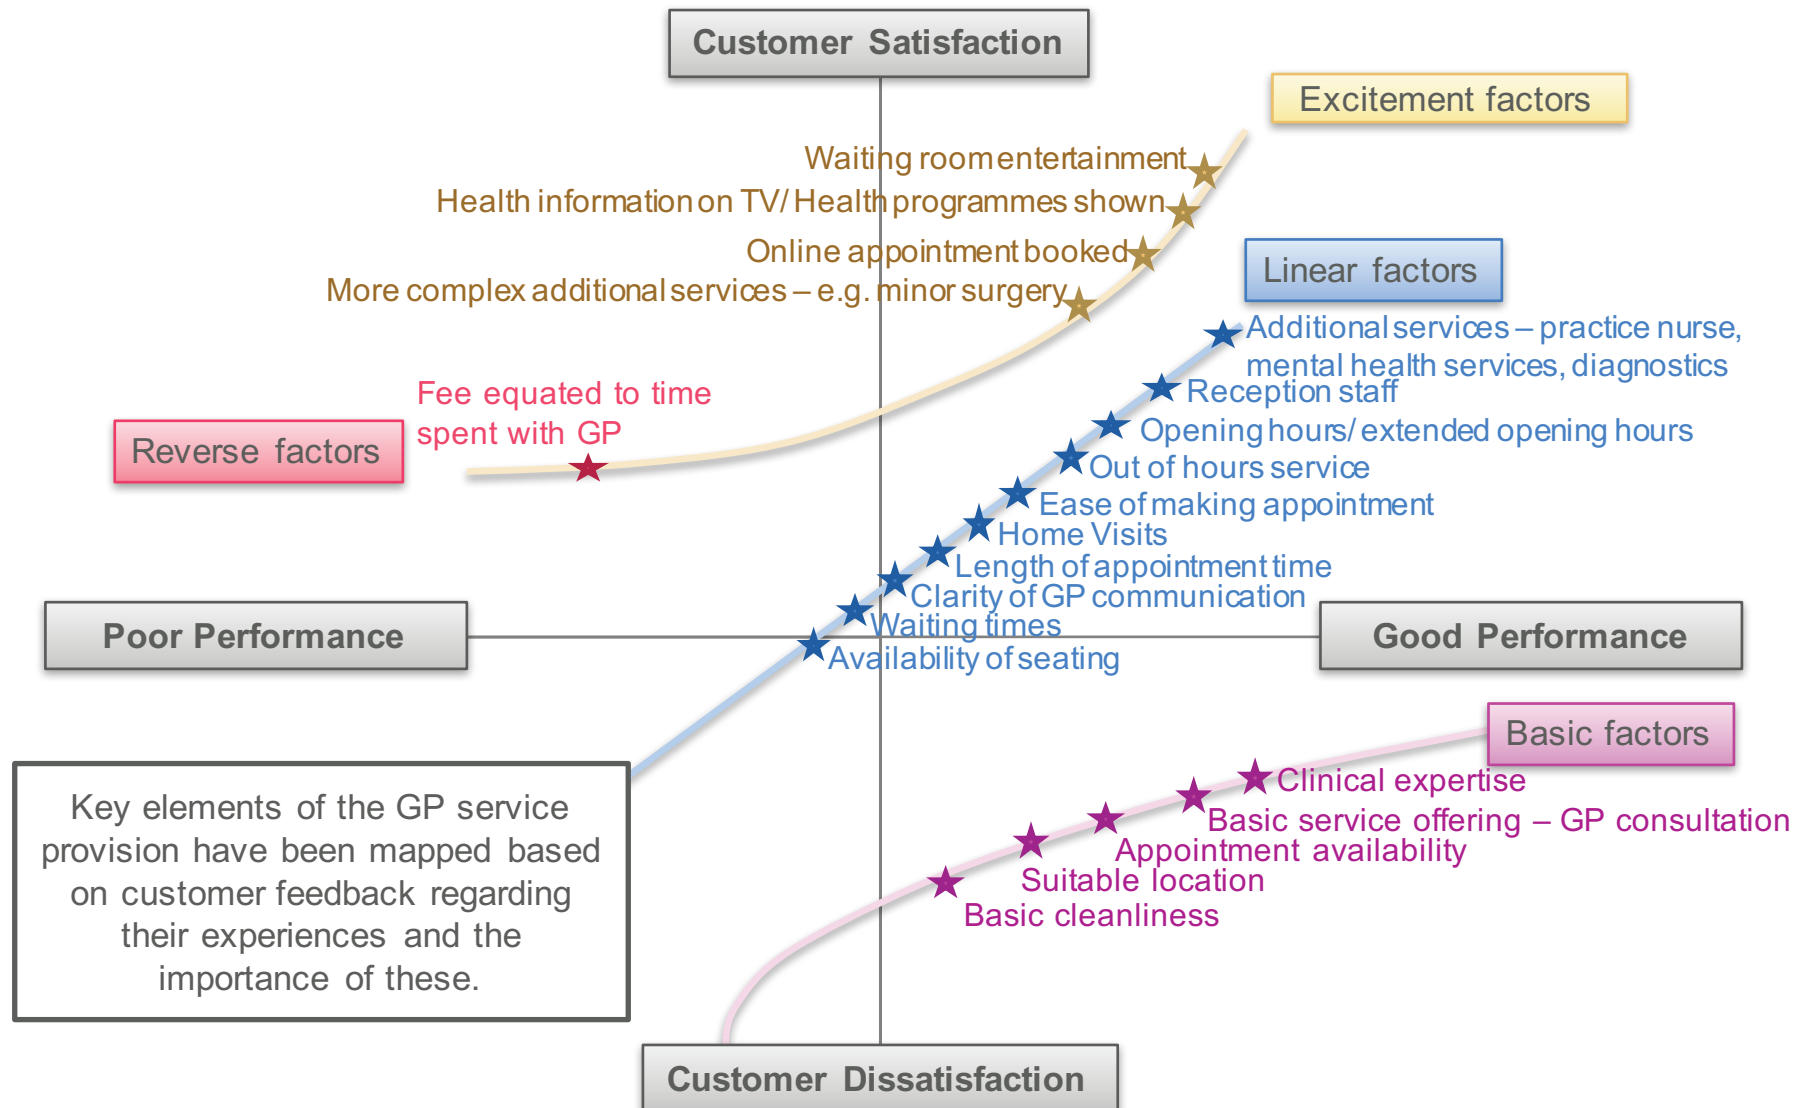 Customer Satisfaction
Excitement factors
Waiting room entertainment
Health information on TV/ Health programmes shown
Online appointment booked
More complex additional services – e.g. minor surgery
Linear factors
Additional services – practice nurse,
mental health services, diagnostics
Reception staff
Opening hours/ extended opening hours
Out of hours service
Ease of making appointment
Home Visits
Length of appointment time
Clarity of GP communication
Waiting times
Availability of seating
Fee equated to time
spent with GP
Reverse factors
Poor Performance
Good Performance
Basic factors
Clinical expertise
Basic service offering – GP consultation
Appointment availability
Suitable location
Basic cleanliness
Key elements of the GP service
provision have been mapped based
on customer feedback regarding
their experiences and the
importance of these.
Customer Dissatisfaction